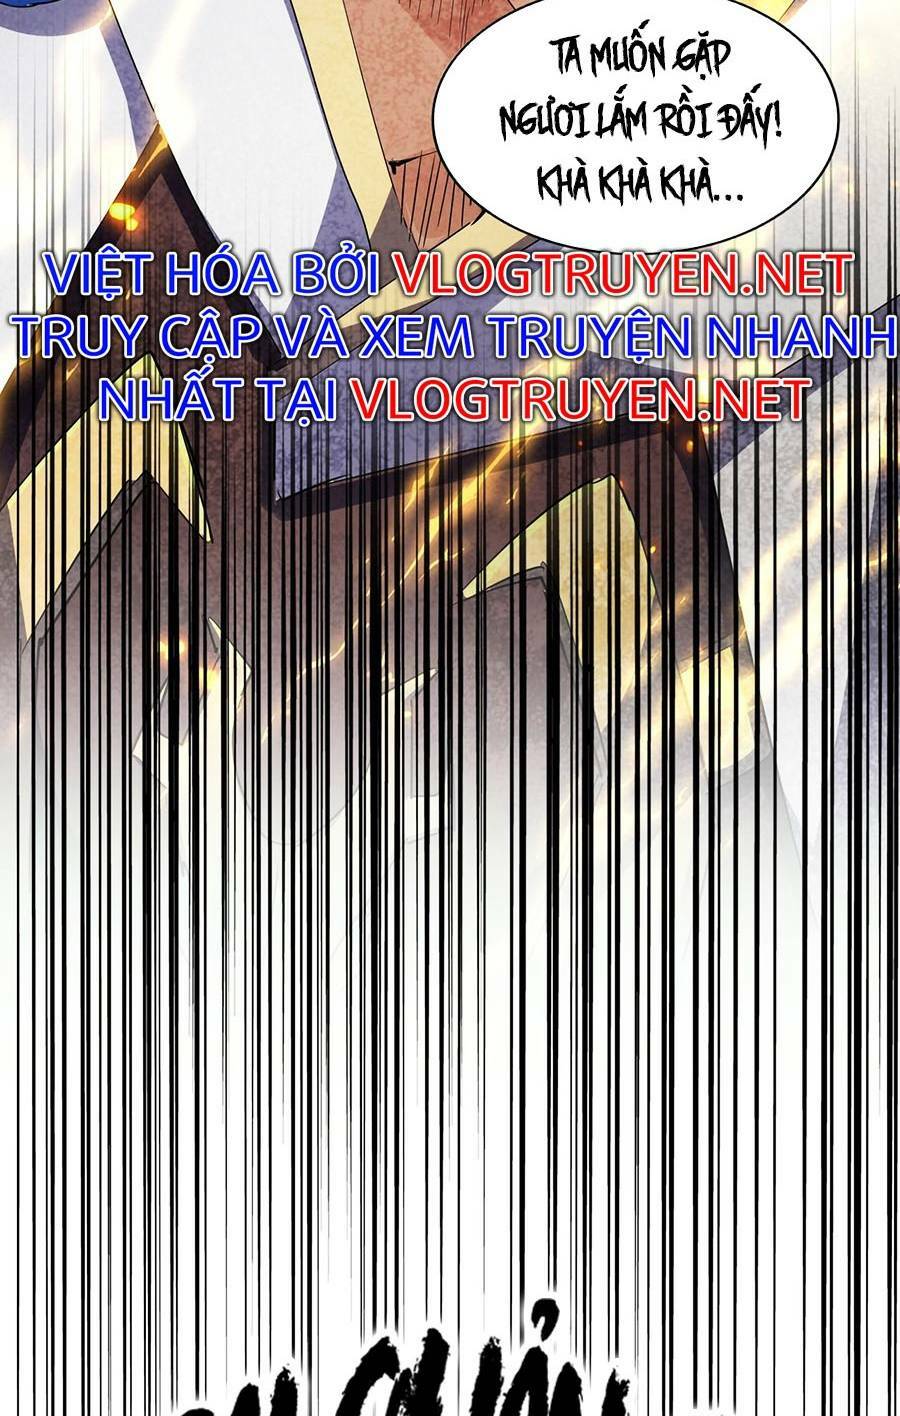 TA MUỐN GẶP
NGƯƠI LẮM RỒI ĐẤY!
KHÀ KHÀ KHÀ...
VIỆT HÓA BỞI VLOGTRUYEN.NET
TRUY CẬP VÀ XEM TRUYỆN NHANH
NHẤT TẠI VLOGTRUYEN.NET